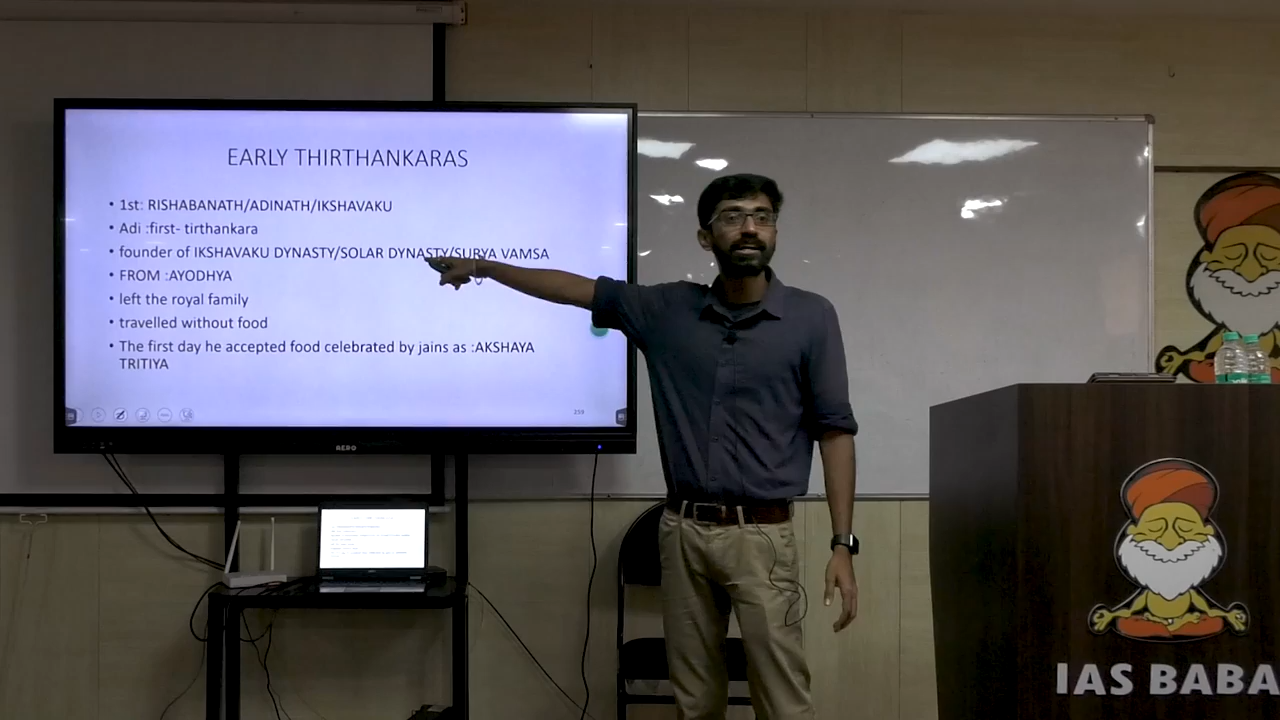 EARLY THIRTHANKARAS
• 1st: RISHABANATH/ADINATH/IKSHAVAKU
• Adi :first- tirthankara
• founder of IKSHAVAKU DYNASTY/SOLAR DYNASTY/SURYA VAMSA
• FROM :AYODHYA
• left the royal family
• travelled without food
• The first day he accepted food celebrated by jains as :AKSHAYA
TRITIYA
259
AERO
IAS BABA